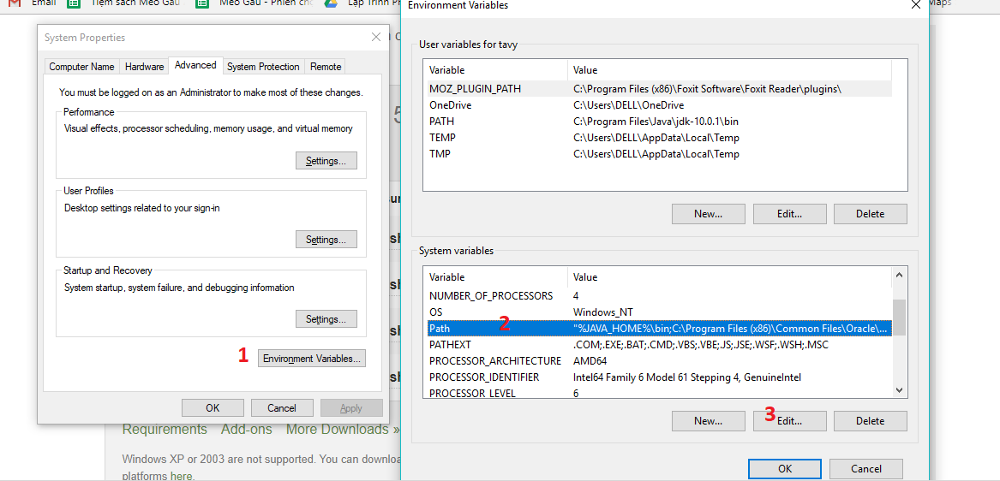 Email
Tiệm sách Mèo Gấu
Mèo Gấu - Phiên
Lập Trình
Maps
System Properties
Computer Name
Hardware
Advanced
System Protection
Remote
You must be logged on as an Administrator to make most of these changes.
Performance
Visual effects, processor scheduling, memory usage, and virtual memory
Settings...
User Profiles
Desktop settings related to your sign-in
Settings...
Startup and Recovery
System startup, system failure, and debugging information
Settings...
1
Environment Variables...
OK
Cancel
Apply
Requirements Add-ons More Downloads »
Windows XP or 2003 are not supported. You can
platforms here.
Environment Variables
User variables for tavy
Variable Value
MOZ_PLUGIN_PATH C:\Program Files (x86)\Foxit Software\Foxit Reader\plugins\
OneDrive C:\Users\DELL\OneDrive
PATH C:\Program Files\Java\jdk-10.0.1\bin
TEMP C:\Users\DELL\AppData\Local\Temp
TMP C:\Users\DELL\AppData\Local\Temp
New...
Edit...
Delete
System variables
Variable Value
NUMBER_OF_PROCESSORS 4
OS Windows_NT
Path 2 "%JAVA_HOME%\bin;C:\Program Files (x86)\Common Files\Oracle\...
PATHEXT .COM;.EXE;.BAT;.CMD;.VBS;.VBE;.JS;.JSE;.WSF;.WSH;.MSC
PROCESSOR_ARCHITECTURE AMD64
PROCESSOR_IDENTIFIER Intel64 Family 6 Model 61 Stepping 4, GenuineIntel
PROCESSOR_LEVEL 6
New...
3 Edit...
Delete
OK
Cancel